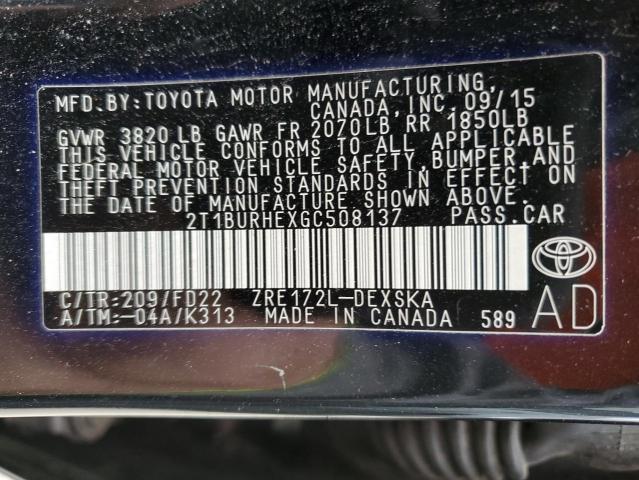 MFD.BY:TOYOTA MOTOR MANUFACTURING,
CANADA,INC.09/15
GVWR 3820 LB GAWR FR 2070LB, RR 1850LB
THIS VEHICLE CONFORMS TO ALL APPLICABLE
FEDERAL MOTOR VEHICLE SAFETY, BUMPER, AND
THEFT PREVENTION STANDARDS IN EFFECT ON
THE DATE OF MANUFACTURE SHOWN ABOVE.
2T1BURHEXGC508137 PASS.CAR
C/TR:209/FD22 ZRE172L-DEXSKA
A/TM:-04A/K313 MADE IN CANADA 589 AD